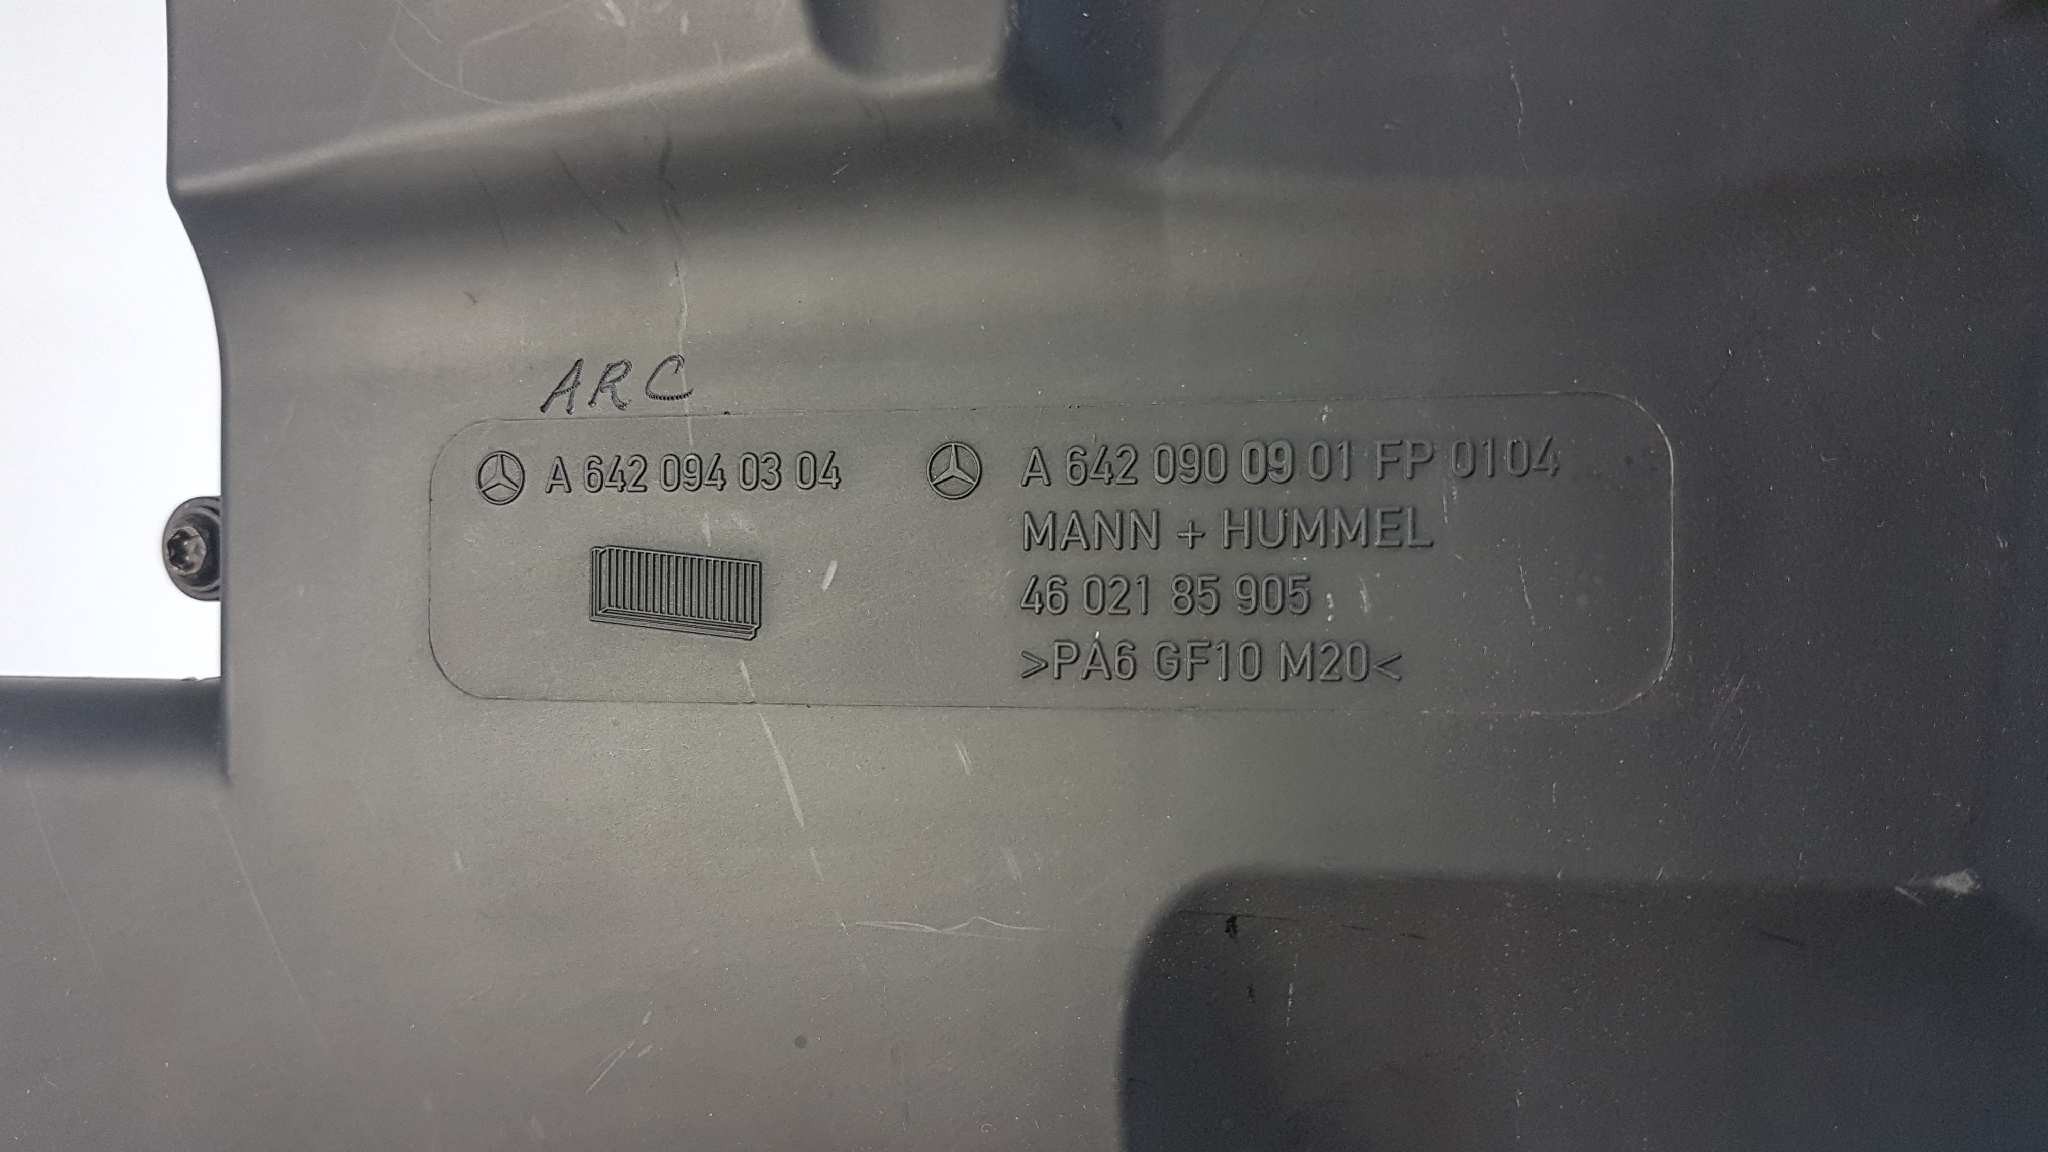 ARC
A 642 094 03 04
A 642 090 09 01 FP 0104
MANN + HUMMEL
46 021 85 905
>PA6 GF10 M20<